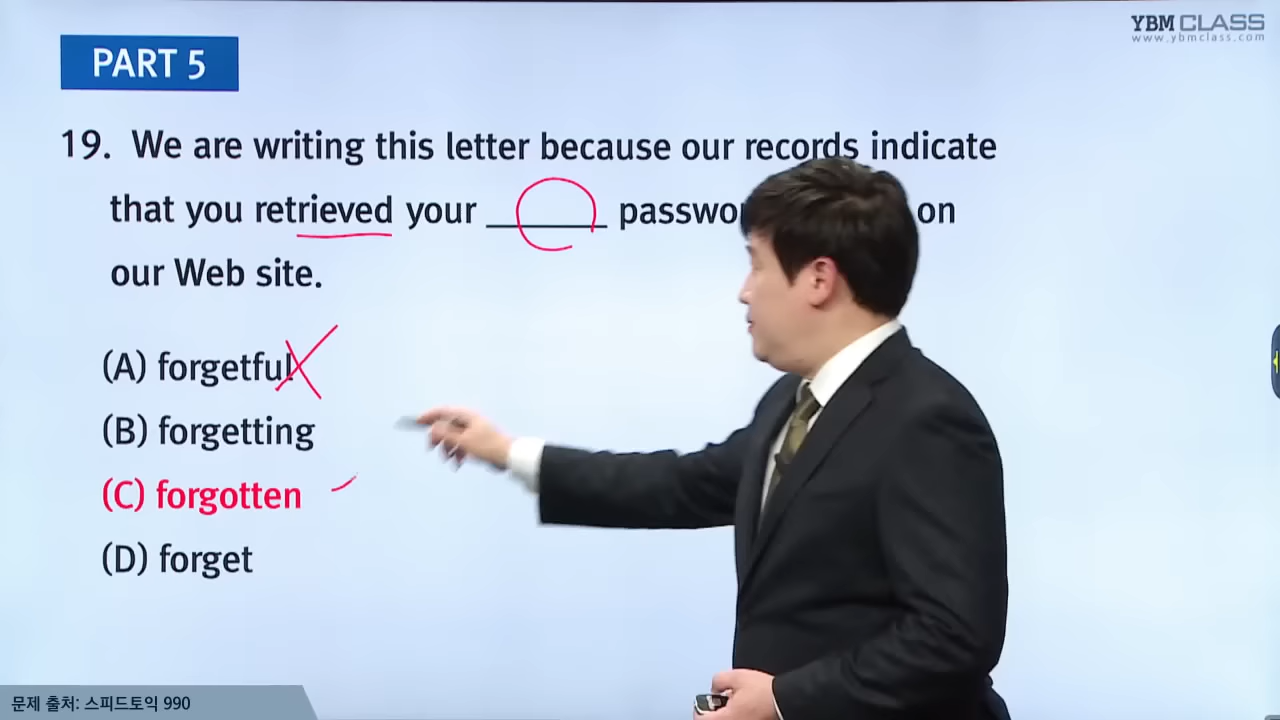 YBM CLASS
www.ybmclass.com
PART 5
19. We are writing this letter because our records indicate
that you retrieved your ______ on
our Web site.
(A) forgetful
(B) forgetting
(C) forgotten
(D) forget
문제 출처: 스피드토익 990